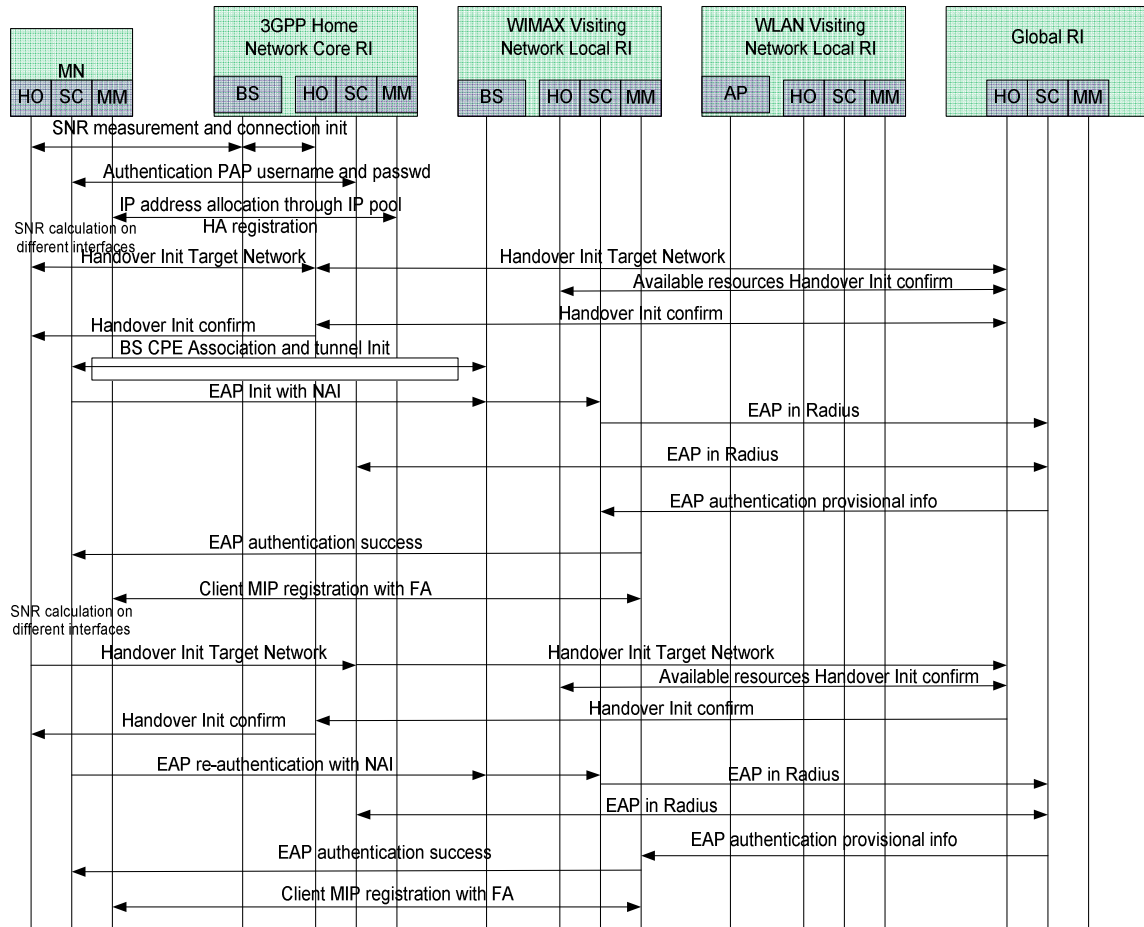 3GPP Home
Network Core RI
WIMAX Visiting
Network Local RI
WLAN Visiting
Network Local RI
Global RI
MN
HO SC MM
BS HO SC MM
BS HO SC MM
AP HO SC MM
HO SC MM
SNR measurement and connection init
Authentication PAP username and passwd
IP address allocation through IP pool
HA registration
SNR calculation on
different interfaces
Handover Init Target Network
Handover Init Target Network
Available resources Handover Init confirm
Handover Init confirm
Handover Init confirm
BS CPE Association and tunnel Init
EAP Init with NAI
EAP in Radius
EAP in Radius
EAP authentication provisional info
EAP authentication success
Client MIP registration with FA
SNR calculation on
different interfaces
Handover Init Target Network
Handover Init Target Network
Available resources Handover Init confirm
Handover Init confirm
Handover Init confirm
EAP re-authentication with NAI
EAP in Radius
EAP in Radius
EAP authentication provisional info
EAP authentication success
Client MIP registration with FA